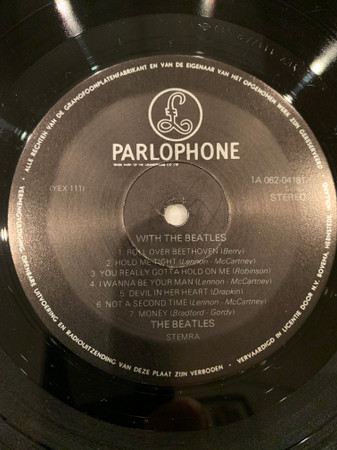 ALLE RECHTEN VAN DE GRAMOFOONPLATENFABRIKANT EN VAN DE EIGENAAR VAN HET OPGENOMEN WERK ZIJN GERESERVEERD
£
PARLOPHONE
(YEX 111)
1A 062-04181
STEREO
WITH THE BEATLES
1. ROLL OVER BEETHOVEN (Berry)
2. HOLD ME TIGHT (Lennon - McCartney)
3. YOU REALLY GOTTA HOLD ON ME (Robinson)
4. I WANNA BE YOUR MAN (Lennon - McCartney)
5. DEVIL IN HER HEART (Drapkin)
6. NOT A SECOND TIME (Lennon - McCartney)
7. MONEY (Bradford - Gordy)
THE BEATLES
STEMRA
VERMENIGVULDIGING OPENBARE UITVOERING EN RADIOUITZENDING VAN DEZE PLAAT ZIJN VERBODEN
VERVAARDIGD IN LICENTIE DOOR N.V. BOVEMA, HEEMSTEDE